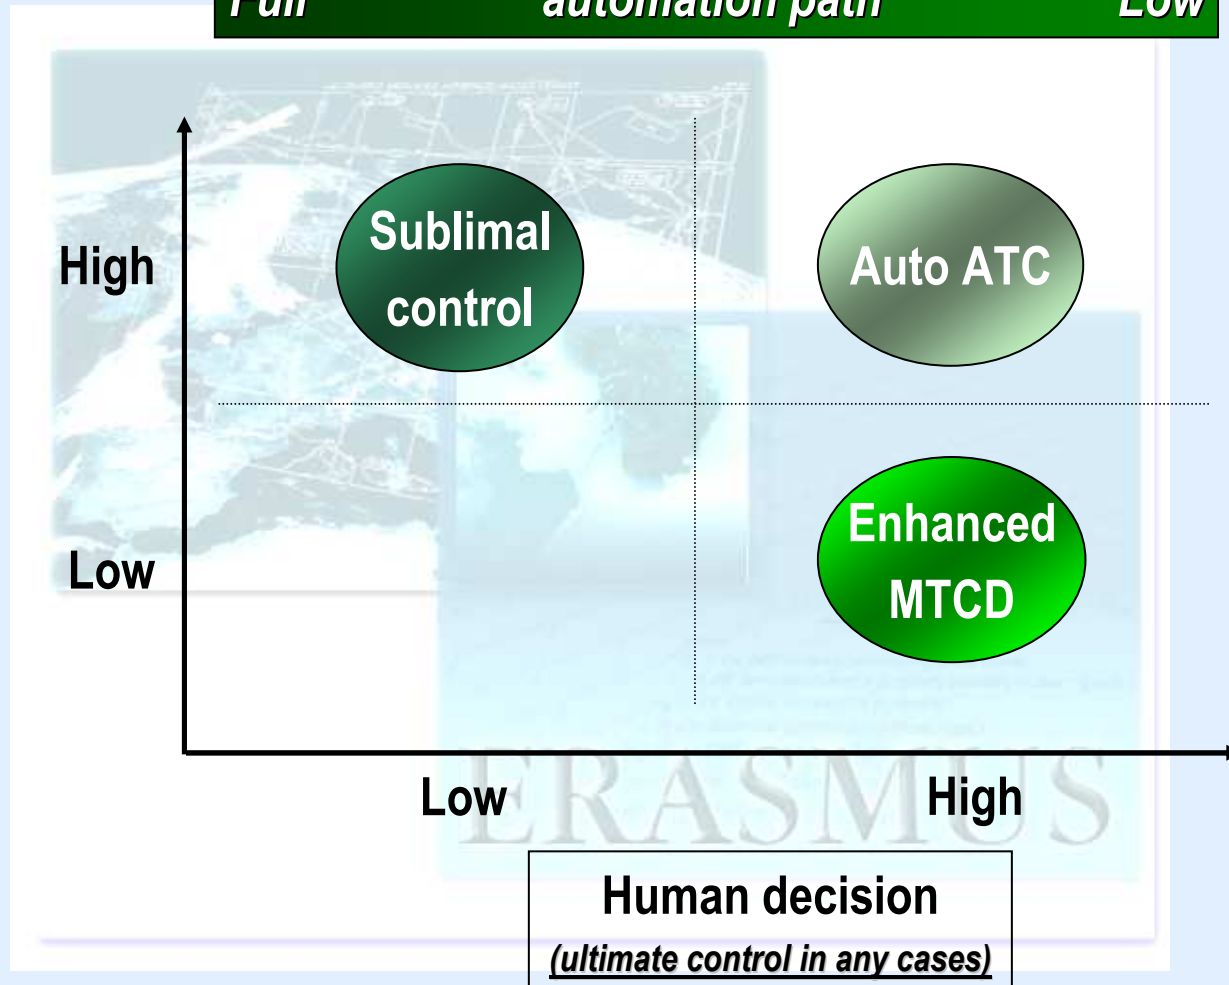 Full automation path Low
Sublimal
control
Auto ATC
High
Enhanced
MTCD
Low
Low High
ERASMUS
Human decision
(ultimate control in any cases)